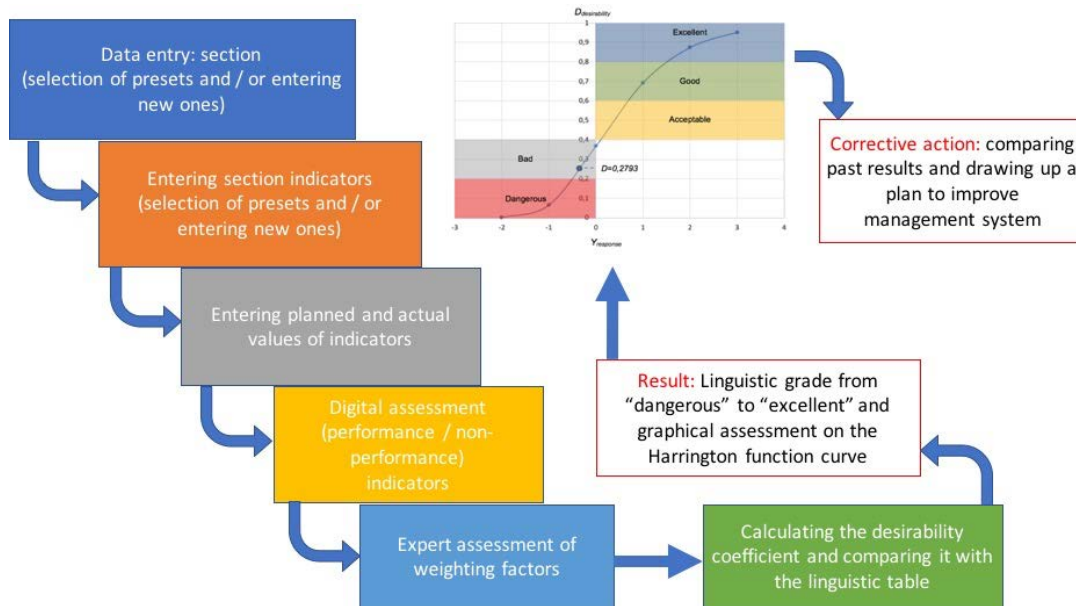 Data entry: section
(selection of presets and / or entering
new ones)
Entering section indicators
(selection of presets and / or
entering new ones)
Entering planned and actual
values of indicators
Digital assessment
(performance / non-
performance)
indicators
Expert assessment of
weighting factors
Calculating the desirability
coefficient and comparing it with
the linguistic table
Result: Linguistic grade from
“dangerous” to “excellent” and
graphical assessment on the
Harrington function curve
D desirability
1
0,9
0,8
0,7
0,6
0,5
0,4
0,3
0,2
0,1
0
Excellent
Good
Acceptable
Bad
D=0,2793
Dangerous
-3 -2 -1 0 1 2 3 4
Y response
Corrective action: comparing
past results and drawing up a
plan to improve
management system